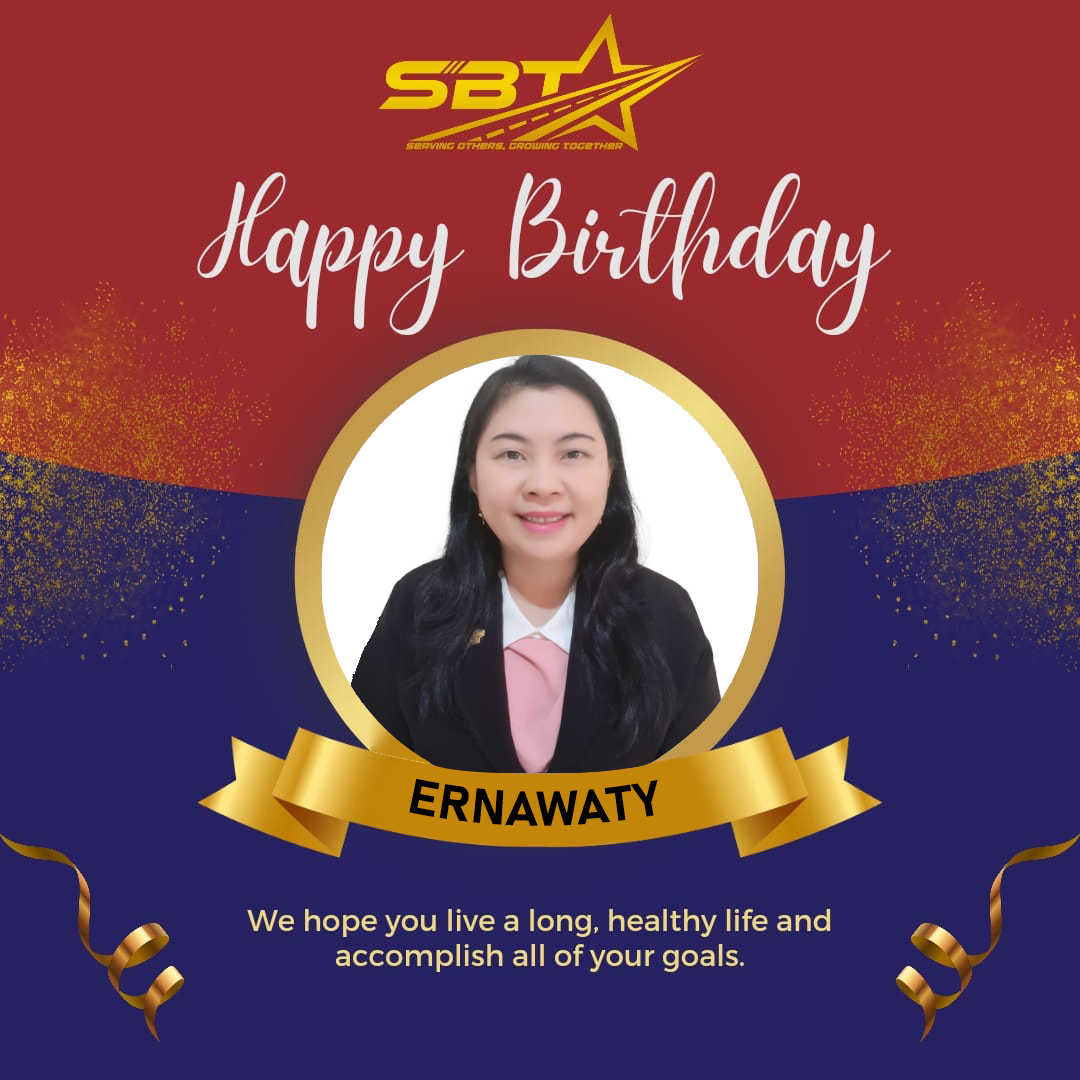 SBT
SERVING OTHERS, GROWING TOGETHER
Happy Birthday
ERNAWATY
We hope you live a long, healthy life and
accomplish all of your goals.